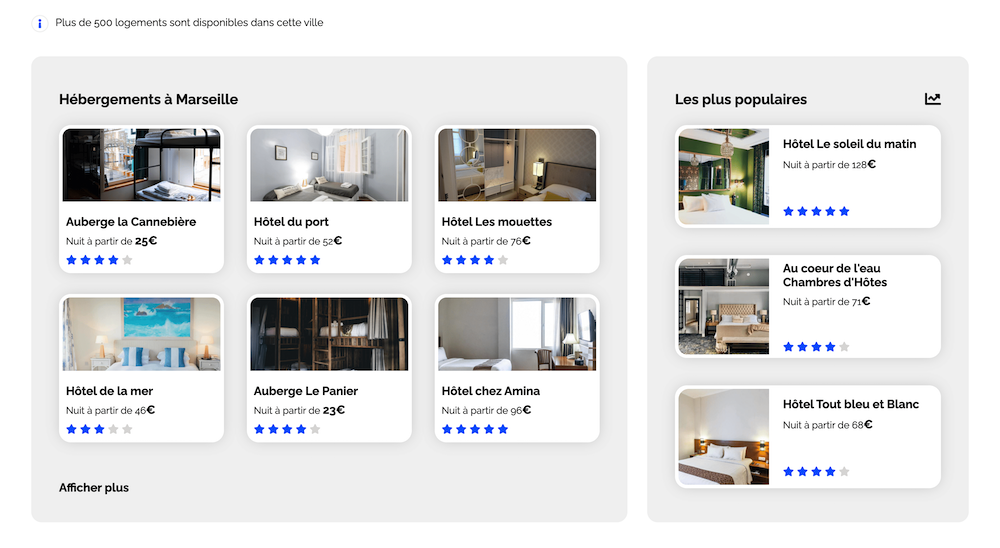 Plus de 500 logements sont disponibles dans cette ville
Hébergements à Marseille
Auberge la Cannebière
Nuit à partir de 25€
Hôtel du port
Nuit à partir de 52€
Hôtel Les mouettes
Nuit à partir de 76€
Hôtel de la mer
Nuit à partir de 46€
Auberge Le Panier
Nuit à partir de 23€
Hôtel chez Amina
Nuit à partir de 96€
Afficher plus
Les plus populaires
Hôtel Le soleil du matin
Nuit à partir de 128€
Au coeur de l'eau
Chambres d'Hôtes
Nuit à partir de 71€
Hôtel Tout bleu et Blanc
Nuit à partir de 68€